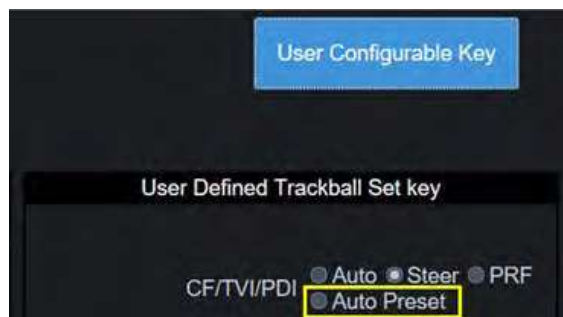 User Configurable Key
User Defined Trackball Set key
CF/TVI/PDI Auto Steer PRF
Auto Preset